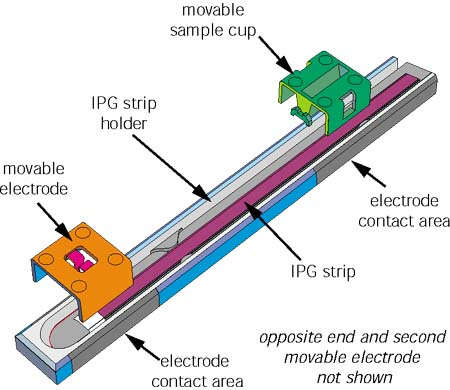 movable
sample cup
IPG strip
holder
movable
electrode
electrode
contact area
IPG strip
electrode
contact area
opposite end and second
movable electrode
not shown